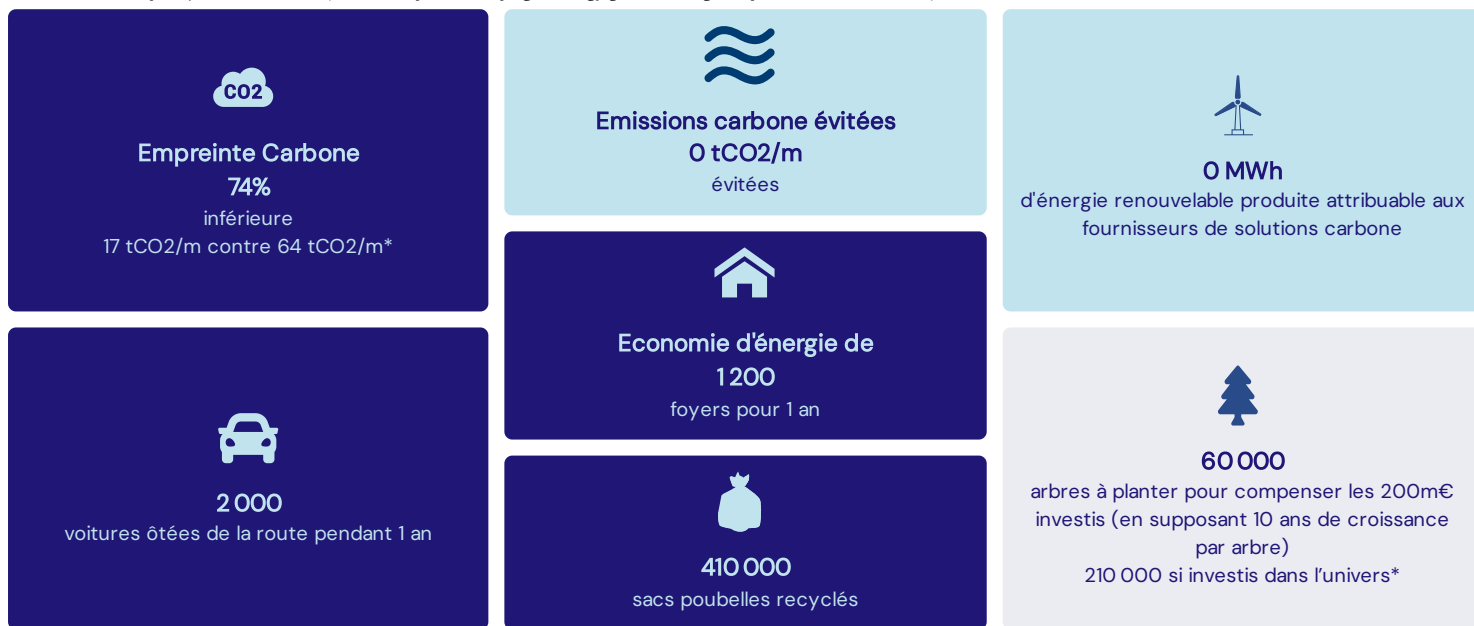 CO2
Empreinte Carbone
74%
inférieure
17 tCO2/m contre 64 tCO2/m*
2 000
voitures ôtées de la route pendant 1 an
Emissions carbone évitées
0 tCO2/m
évitées
Economie d'énergie de
1 200
foyers pour 1 an
410 000
sacs poubelles recyclés
0 MWh
d'énergie renouvelable produite attribuable aux
fournisseurs de solutions carbone
60 000
arbres à planter pour compenser les 200m€
investis (en supposant 10 ans de croissance
par arbre)
210 000 si investis dans l’univers*